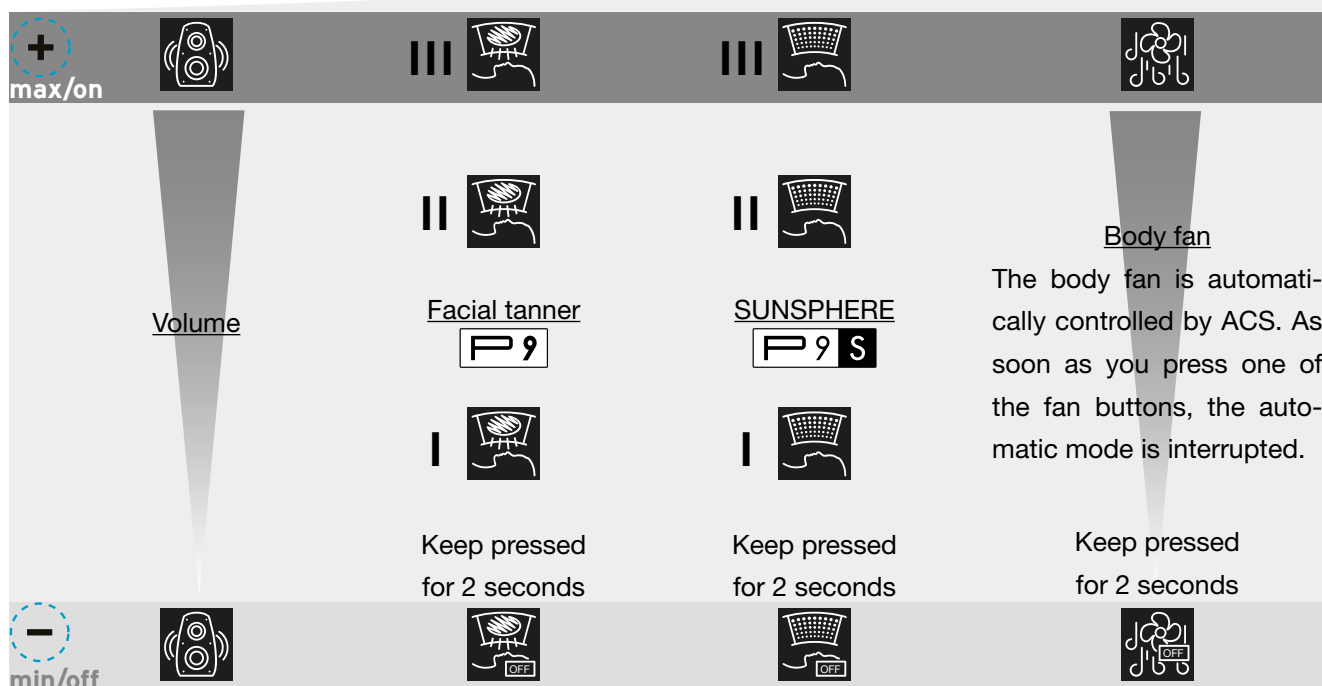 +
max/on
III
III
II
II
Volume
Facial tanner
P 9
SUNSPHERE
P 9 S
Body fan
The body fan is automati-
cally controlled by ACS. As
soon as you press one of
the fan buttons, the auto-
matic mode is interrupted.
I
I
Keep pressed
for 2 seconds
Keep pressed
for 2 seconds
Keep pressed
for 2 seconds
−
min/off
OFF
OFF
OFF